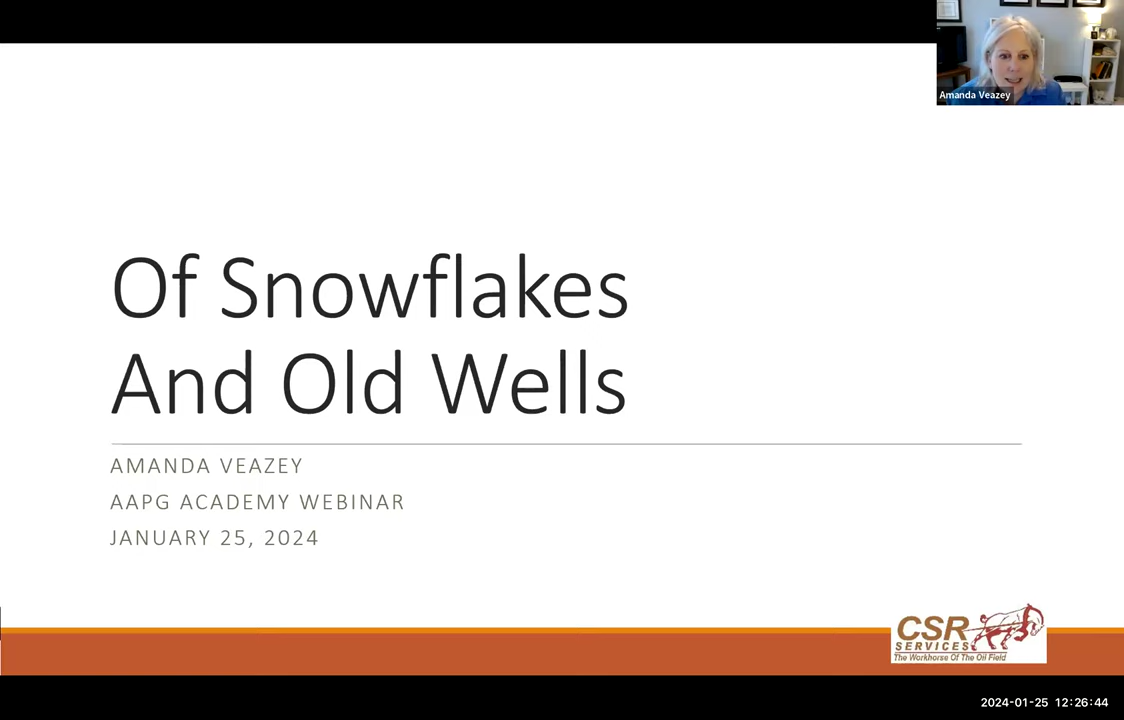 Amanda Veazey
Of Snowflakes
And Old Wells
AMANDA VEAZEY
AAPG ACADEMY WEBINAR
JANUARY 25, 2024
CSR
SERVICES
The Workhorse Of The Oil Field
2024-01-25 12:26:44